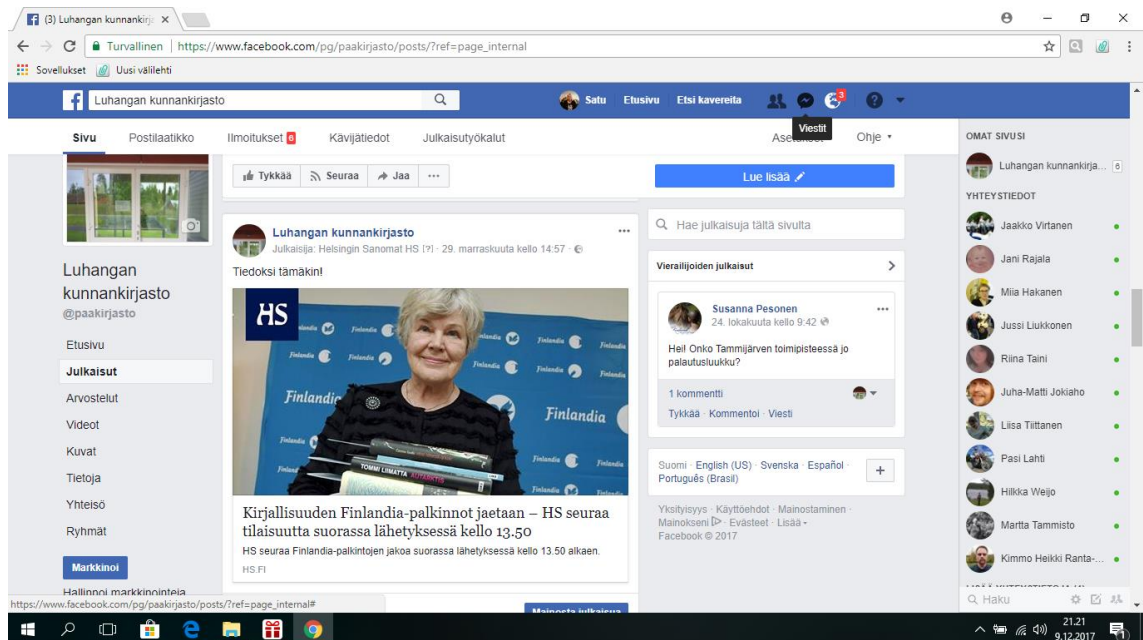 (3) Luhangan kunnankirj
Turvallinen | https://www.facebook.com/pg/paakirjasto/posts/?ref=page_internal
Sovellukset Uusi välilehti
Luhangan kunnankirjasto
Satu Etusivu Etsi kavereita 3
Viestit
Sivu Postilaatikko Ilmoitukset 6 Kävijätiedot Julkaisutyökalut Ohje
Tykkää Seuraa Jaa ...
Lue lisää
Luhangan kunnankirjasto
@paakirjasto
Etusivu
Julkaisut
Arvostelut
Videot
Kuvat
Tietoja
Yhteisö
Ryhmät
Markkinoi
Hallinnoi markkinointeja
Luhangan kunnankirjasto
Julkaisija: Helsingin Sanomat HS [?] · 29. marraskuuta kello 14:57 ·
Tiedoksi tämäkin!
HS
Finlandia
Finlandia
TOMMI LIIMATTA AUTARKTIS
Kirjallisuuden Finlandia-palkinnot jaetaan – HS seuraa
tilaisuutta suorassa lähetyksessä kello 13.50
HS seuraa Finlandia-palkintojen jakoa suorassa lähetyksessä kello 13.50 alkaen.
HS.FI
Mainosta julkaisua
Hae julkaisuja tältä sivulta
Vierailijoiden julkaisut
Susanna Pesonen
24. lokakuuta kello 9:42
Hei! Onko Tammijärven toimipisteessä jo
palautusluukku?
1 kommentti
Tykkää · Kommentoi · Viesti
Suomi · English (US) · Svenska · Español ·
Português (Brasil)
Yksityisyys · Käyttöehdot · Mainostaminen ·
Mainokseni · Evästeet · Lisää
Facebook © 2017
OMAT SIVUSI
Luhangan kunnankirja... 6
YHTEYSTIEDOT
Jaakko Virtanen
Jani Rajala
Miia Hakanen
Jussi Liukkonen
Riina Taini
Juha-Matti Jokiaho
Liisa Tiittanen
Pasi Lahti
Hilkka Weijo
Martta Tammisto
Kimmo Heikki Ranta-...
Haku
https://www.facebook.com/pg/paakirjasto/posts/?ref=page_internal#
21.21
9.12.2017